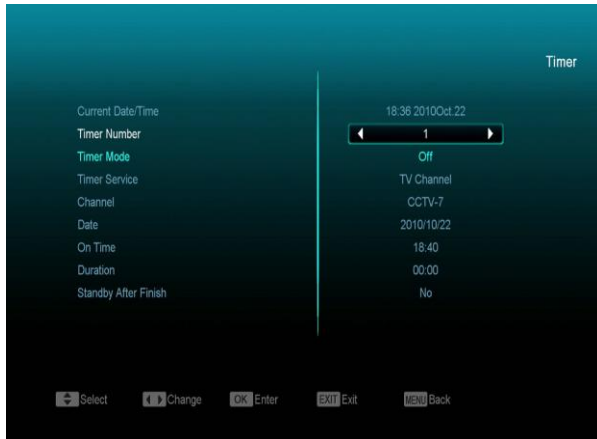 Timer
Current Date/Time 18:36 2010Oct.22
Timer Number 1
Timer Mode Off
Timer Service TV Channel
Channel CCTV-7
Date 2010/10/22
On Time 18:40
Duration 00:00
Standby After Finish No
Select Change OK Enter EXIT Exit MENU Back